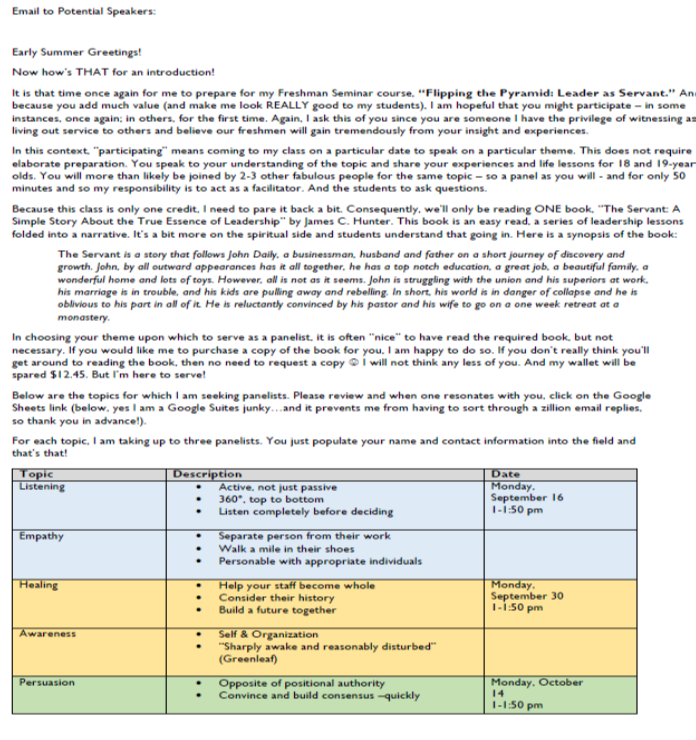 Email to Potential Speakers:
Early Summer Greetings!
Now how's THAT for an introduction!
It is that time once again for me to prepare for my Freshman Seminar course, "Flipping the Pyramid: Leader as Servant." An
because you add much value (and make me look REALLY good to my students), I am hopeful that you might participate – in some
instances, once again; in others, for the first time. Again, I ask this of you since you are someone I have the privilege of witnessing as
living out service to others and believe our freshmen will gain tremendously from your insight and experiences.
In this context, "participating" means coming to my class on a particular date to speak on a particular theme. This does not require
elaborate preparation. You speak to your understanding of the topic and share your experiences and life lessons for 18 and 19-year
olds. You will more than likely be joined by 2-3 other fabulous people for the same topic – so a panel as you will - and for only 50
minutes and so my responsibility is to act as a facilitator. And the students to ask questions.
Because this class is only one credit, I need to pare it back a bit. Consequently, we'll only be reading ONE book, "The Servant: A
Simple Story About the True Essence of Leadership" by James C. Hunter. This book is an easy read, a series of leadership lessons
folded into a narrative. It's a bit more on the spiritual side and students understand that going in. Here is a synopsis of the book:
The Servant is a story that follows John Daily, a businessman, husband and father on a short journey of discovery and
growth. John, by all outward appearances has it all together, he has a top notch education, a great job, a beautiful family, a
wonderful home and lots of toys. However, all is not as it seems. John is struggling with the union and his superiors at work,
his marriage is in trouble, and his kids are pulling away and rebelling. In short, his world is in danger of collapse and he is
oblivious to his part in all of it. He is reluctantly convinced by his pastor and his wife to go on a one week retreat at a
monastery.
In choosing your theme upon which to serve as a panelist, it is often "nice" to have read the required book, but not
necessary. If you would like me to purchase a copy of the book for you, I am happy to do so. If you don't really think you'll
get around to reading the book, then no need to request a copy ☺ I will not think any less of you. And my wallet will be
spared $12.45. But I'm here to serve!
Below are the topics for which I am seeking panelists. Please review and when one resonates with you, click on the Google
Sheets link (below, yes I am a Google Suites junky…and it prevents me from having to sort through a zillion email replies,
so thank you in advance!).
For each topic, I am taking up to three panelists. You just populate your name and contact information into the field and
that's that!
Topic Description Date
Listening • Active, not just passive Monday,
• 360°, top to bottom September 16
• Listen completely before deciding 1-1:50 pm
Empathy • Separate person from their work
• Walk a mile in their shoes
• Personable with appropriate individuals
Healing • Help your staff become whole Monday,
• Consider their history September 30
• Build a future together 1-1:50 pm
Awareness • Self & Organization
• "Sharply awake and reasonably disturbed"
(Greenleaf)
Persuasion • Opposite of positional authority Monday, October
• Convince and build consensus –quickly 14
1-1:50 pm